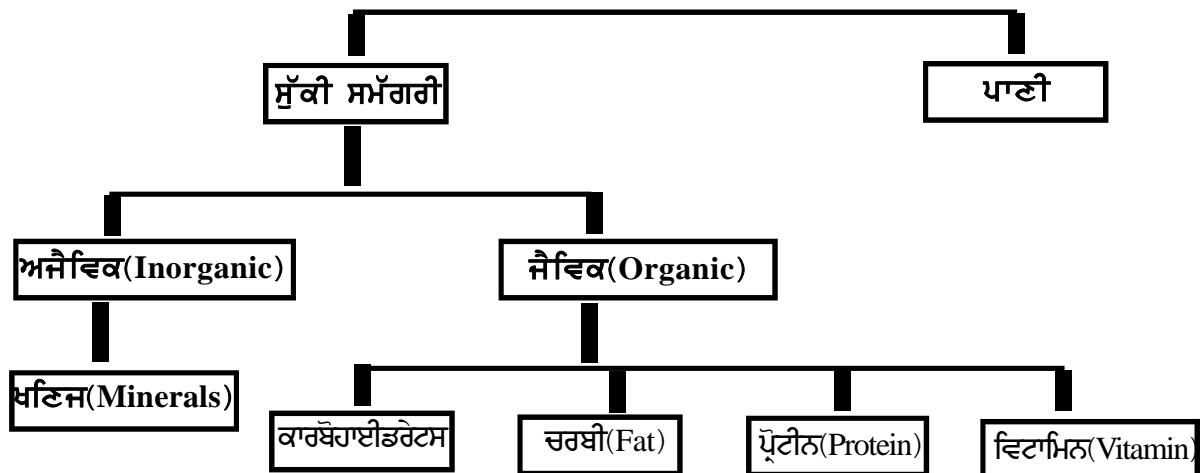 ਸੁੱਕੀ ਸਮੱਗਰੀ
ਪਾਣੀ
ਅਜੈਵਿਕ(Inorganic)
ਜੈਵਿਕ(Organic)
ਖਣਿਜ(Minerals)
ਕਾਰਬੋਹਾਈਡਰੇਟਸ
ਚਰਬੀ(Fat)
ਪ੍ਰੋਟੀਨ(Protein)
ਵਿਟਾਮਿਨ(Vitamin)